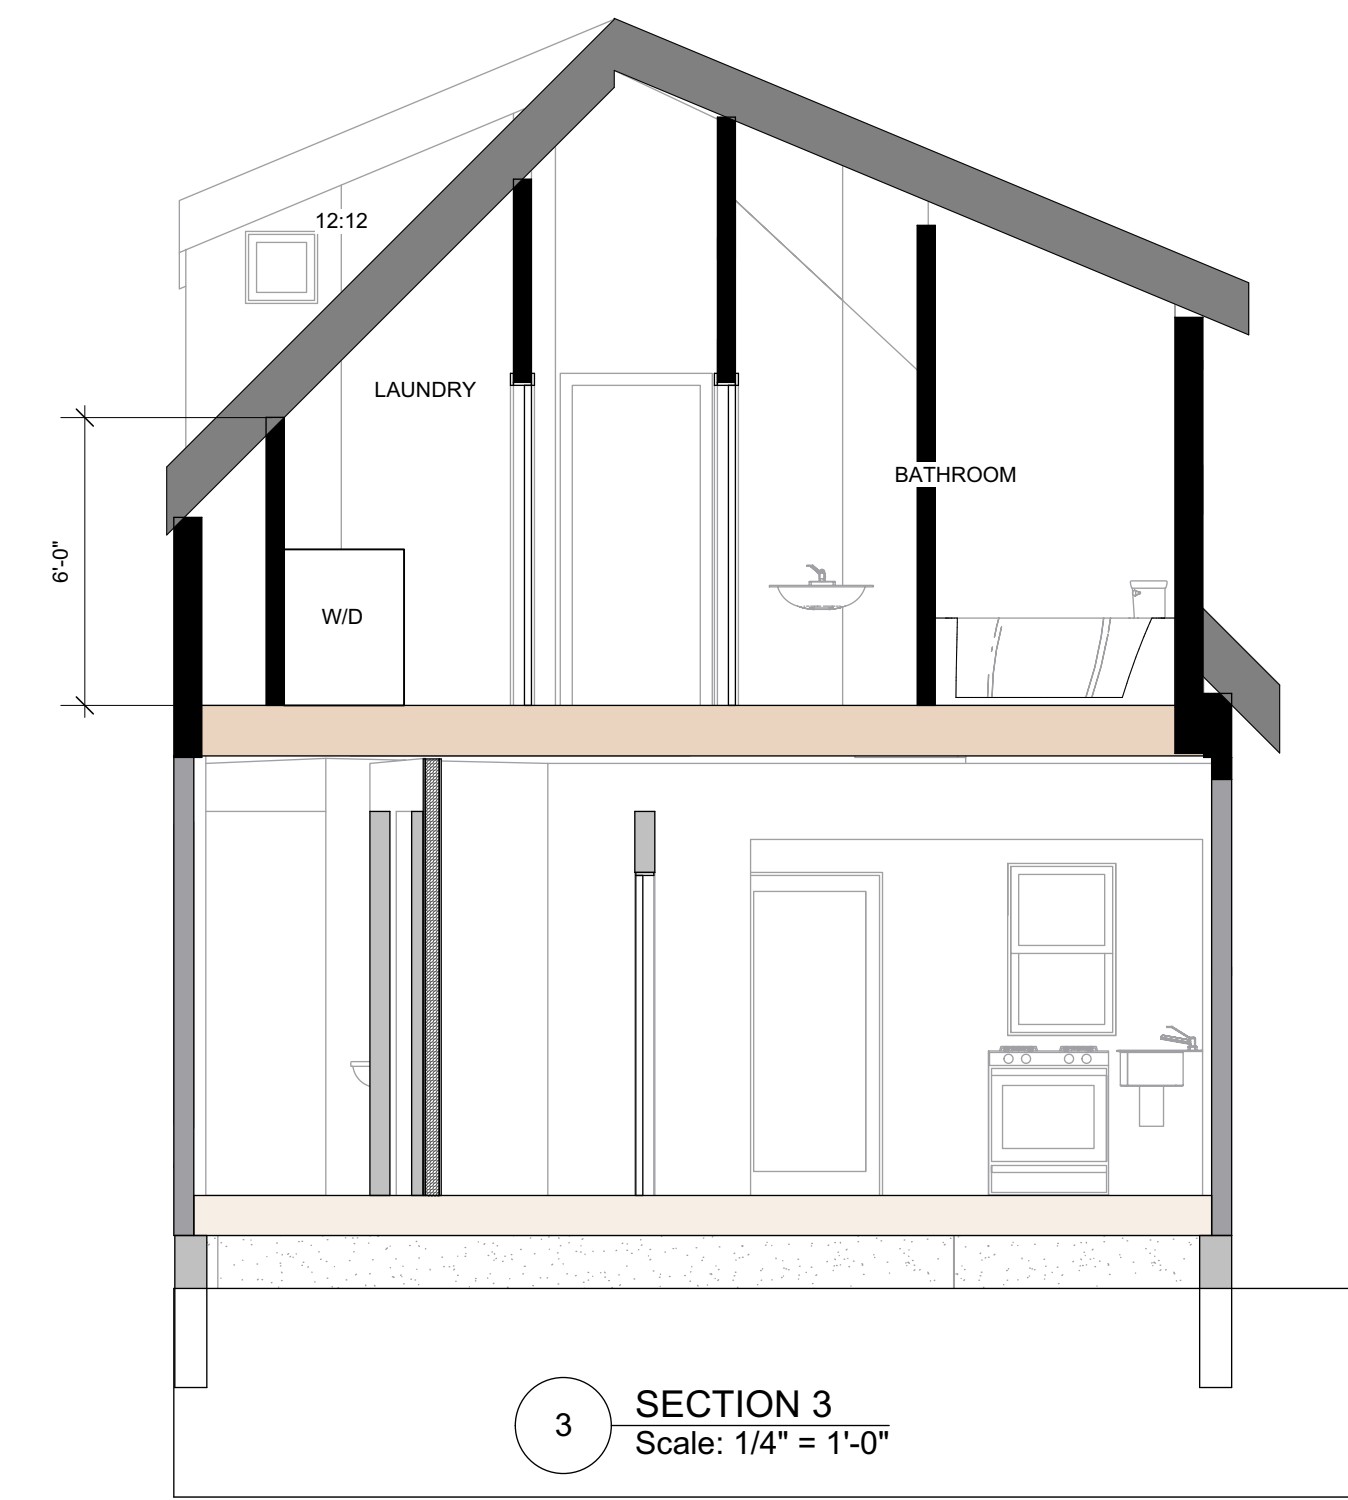 12:12
LAUNDRY
BATHROOM
6'-0"
W/D
3
SECTION 3
Scale: 1/4" = 1'-0"